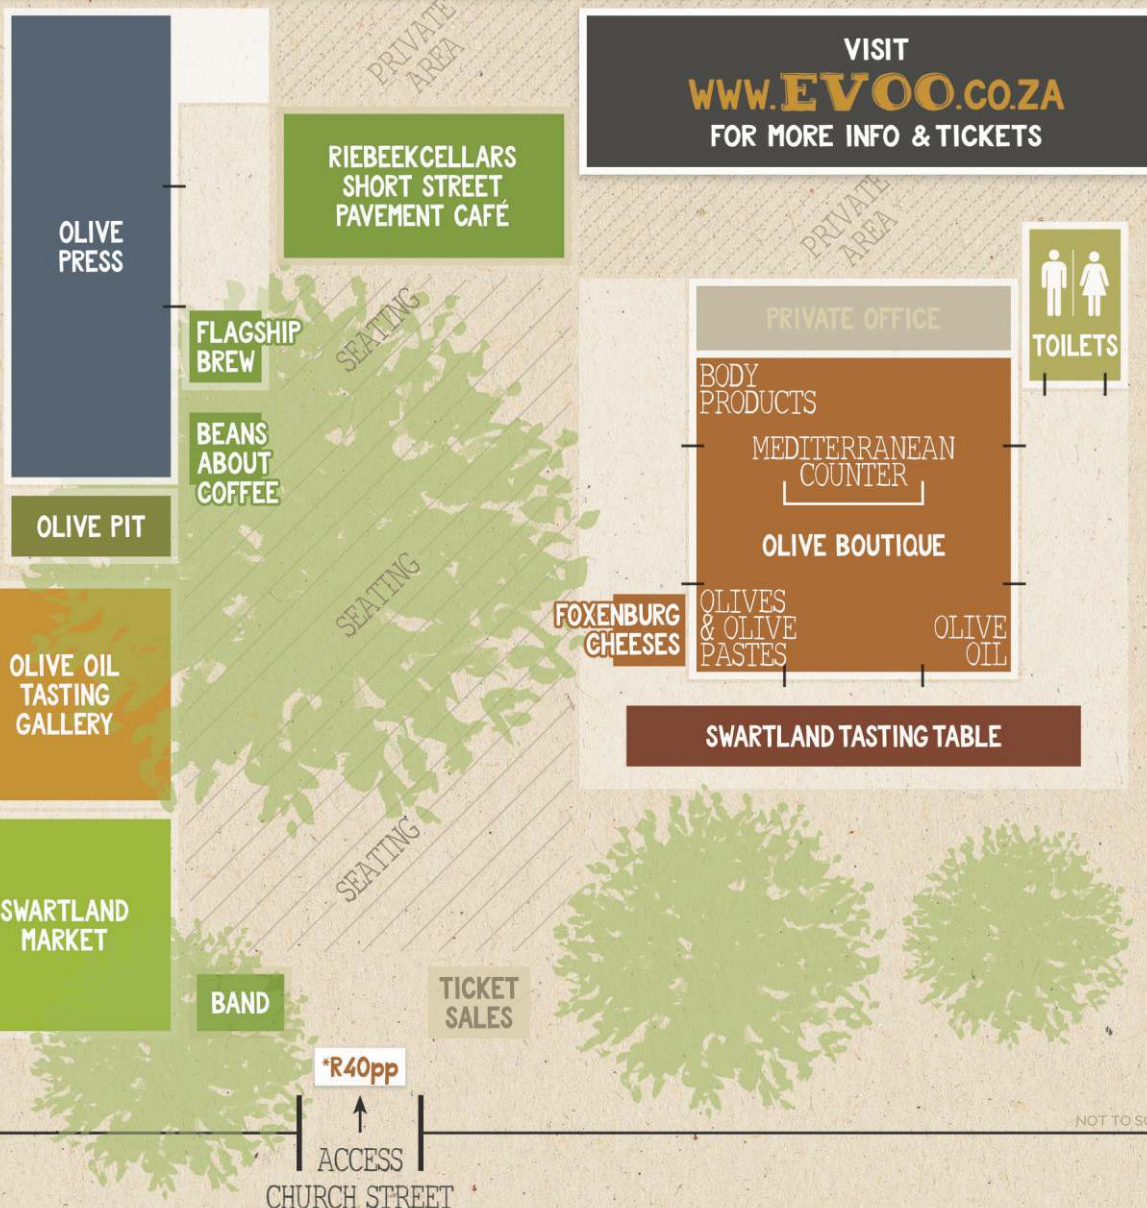 PRIVATE
AREA
VISIT
WWW.EVOO.CO.ZA
FOR MORE INFO & TICKETS
RIEBEEKCELLARS
SHORT STREET
PAVEMENT CAFÉ
OLIVE
PRESS
PRIVATE
AREA
SEATING
FLAGSHIP
BREW
PRIVATE OFFICE
TOILETS
BODY
PRODUCTS
BEANS
ABOUT
COFFEE
MEDITERRANEAN
COUNTER
OLIVE PIT
OLIVE BOUTIQUE
SEATING
FOXENBURG
CHEESES
OLIVES
& OLIVE
PASTES
OLIVE
OIL
OLIVE OIL
TASTING
GALLERY
SWARTLAND TASTING TABLE
SEATING
SWARTLAND
MARKET
BAND
TICKET
SALES
*R40pp
NOT TO
ACCESS
CHURCH STREET